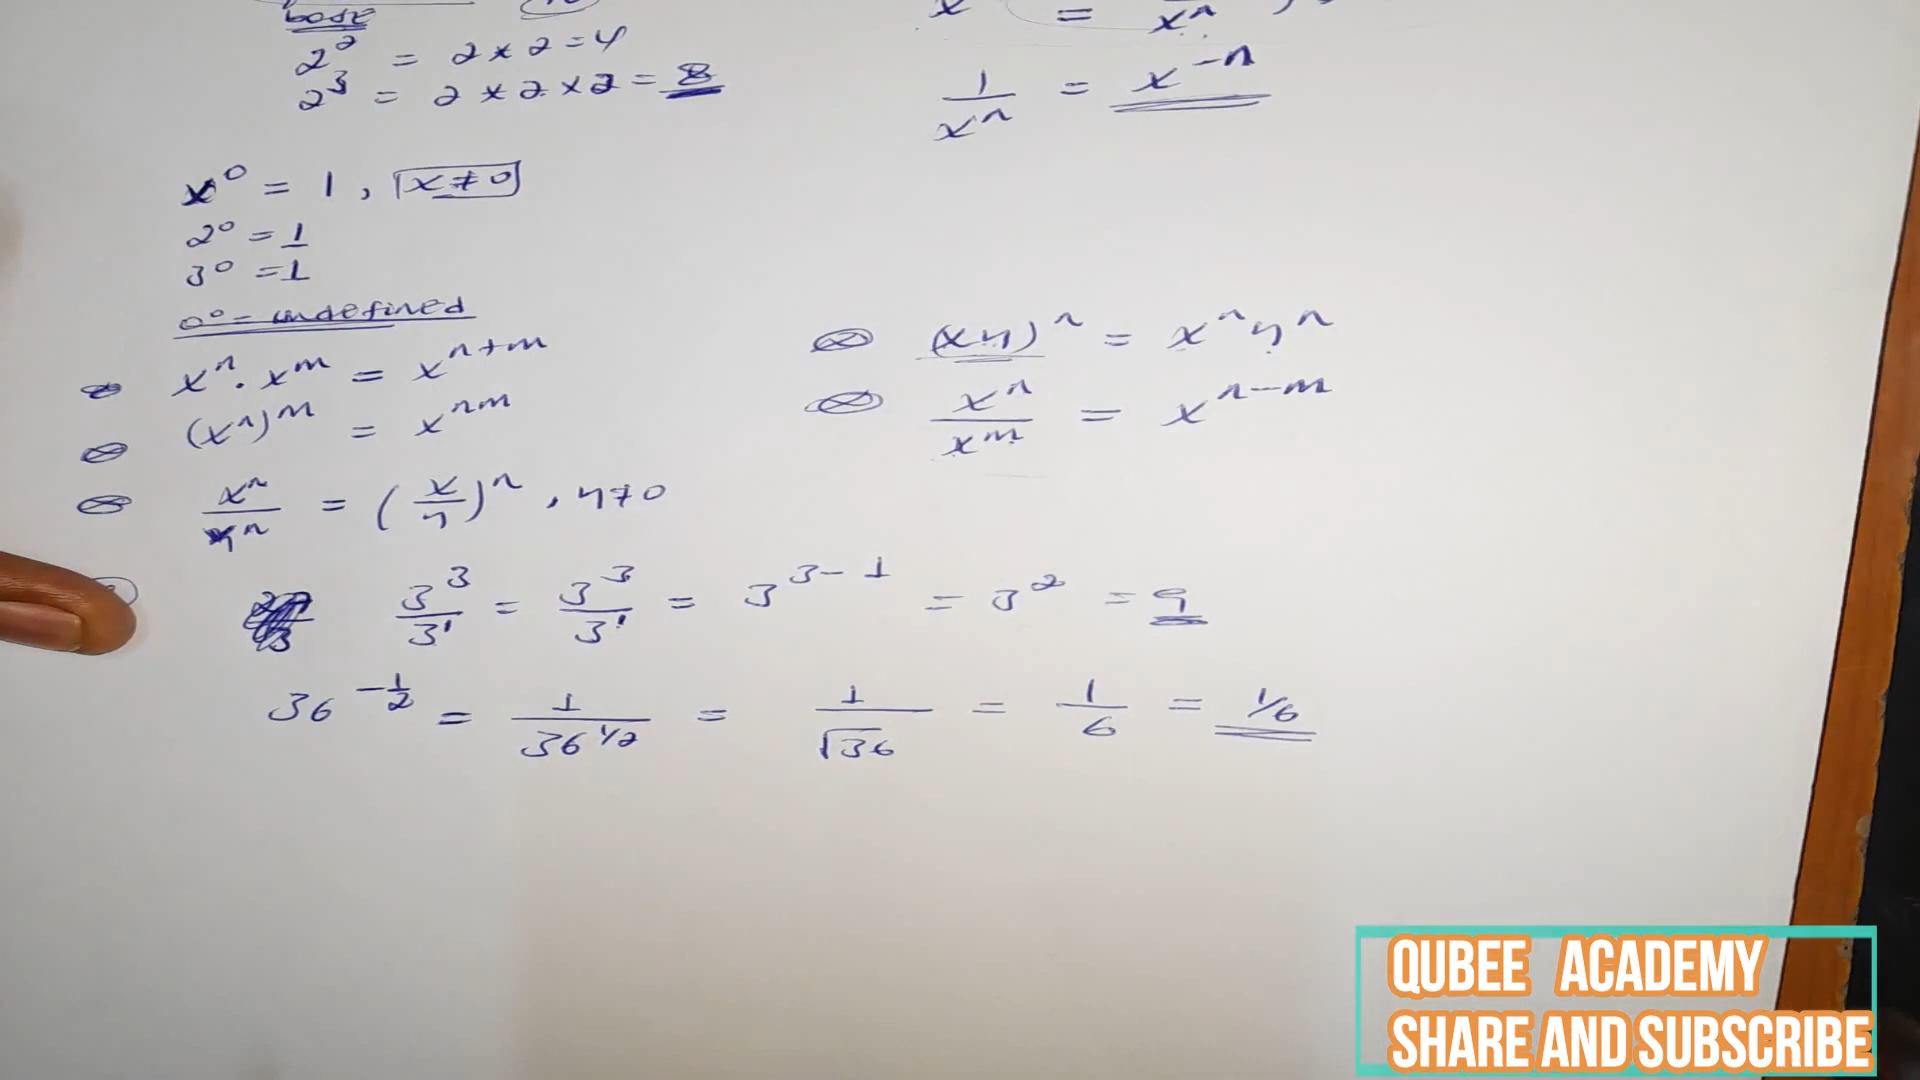 2² = 2 × 2 = 4
2³ = 2 × 2 × 2 = 8
x⁰ = 1, x ≠ 0
2⁰ = 1
3⁰ = 1
0⁰ = undefined
xⁿ · xᵐ = xⁿ⁺ᵐ
(xⁿ)ᵐ = xⁿᵐ
xⁿ/yⁿ = (x/y)ⁿ, y ≠ 0
1/xⁿ = x⁻ⁿ
(xy)ⁿ = xⁿyⁿ
xⁿ/xᵐ = xⁿ⁻ᵐ
3³/3¹ = 3³/3¹ = 3³⁻¹ = 3² = 9
36^(-1/2) = 1/36^(1/2) = 1/√36 = 1/6 = 1/6
QUBEE ACADEMY
SHARE AND SUBSCRIBE